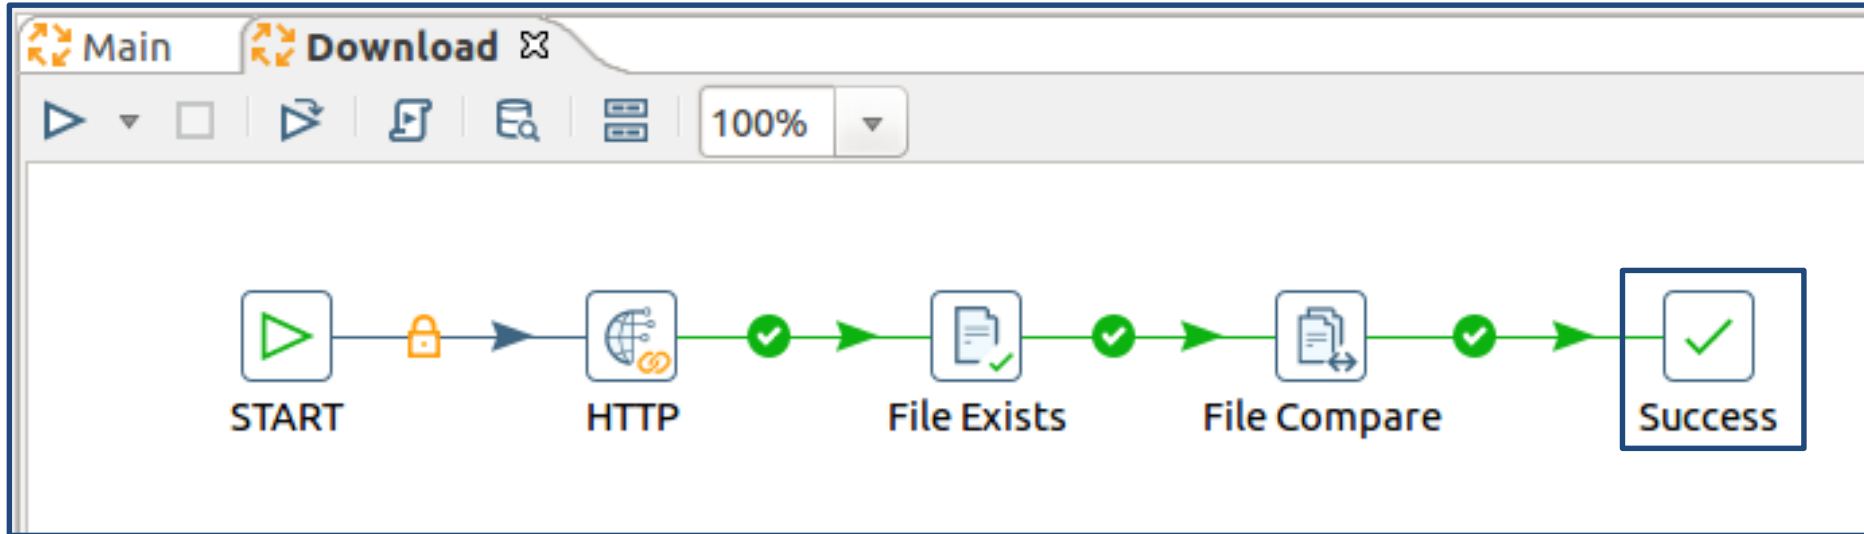 Main Download
100%
START HTTP File Exists File Compare Success